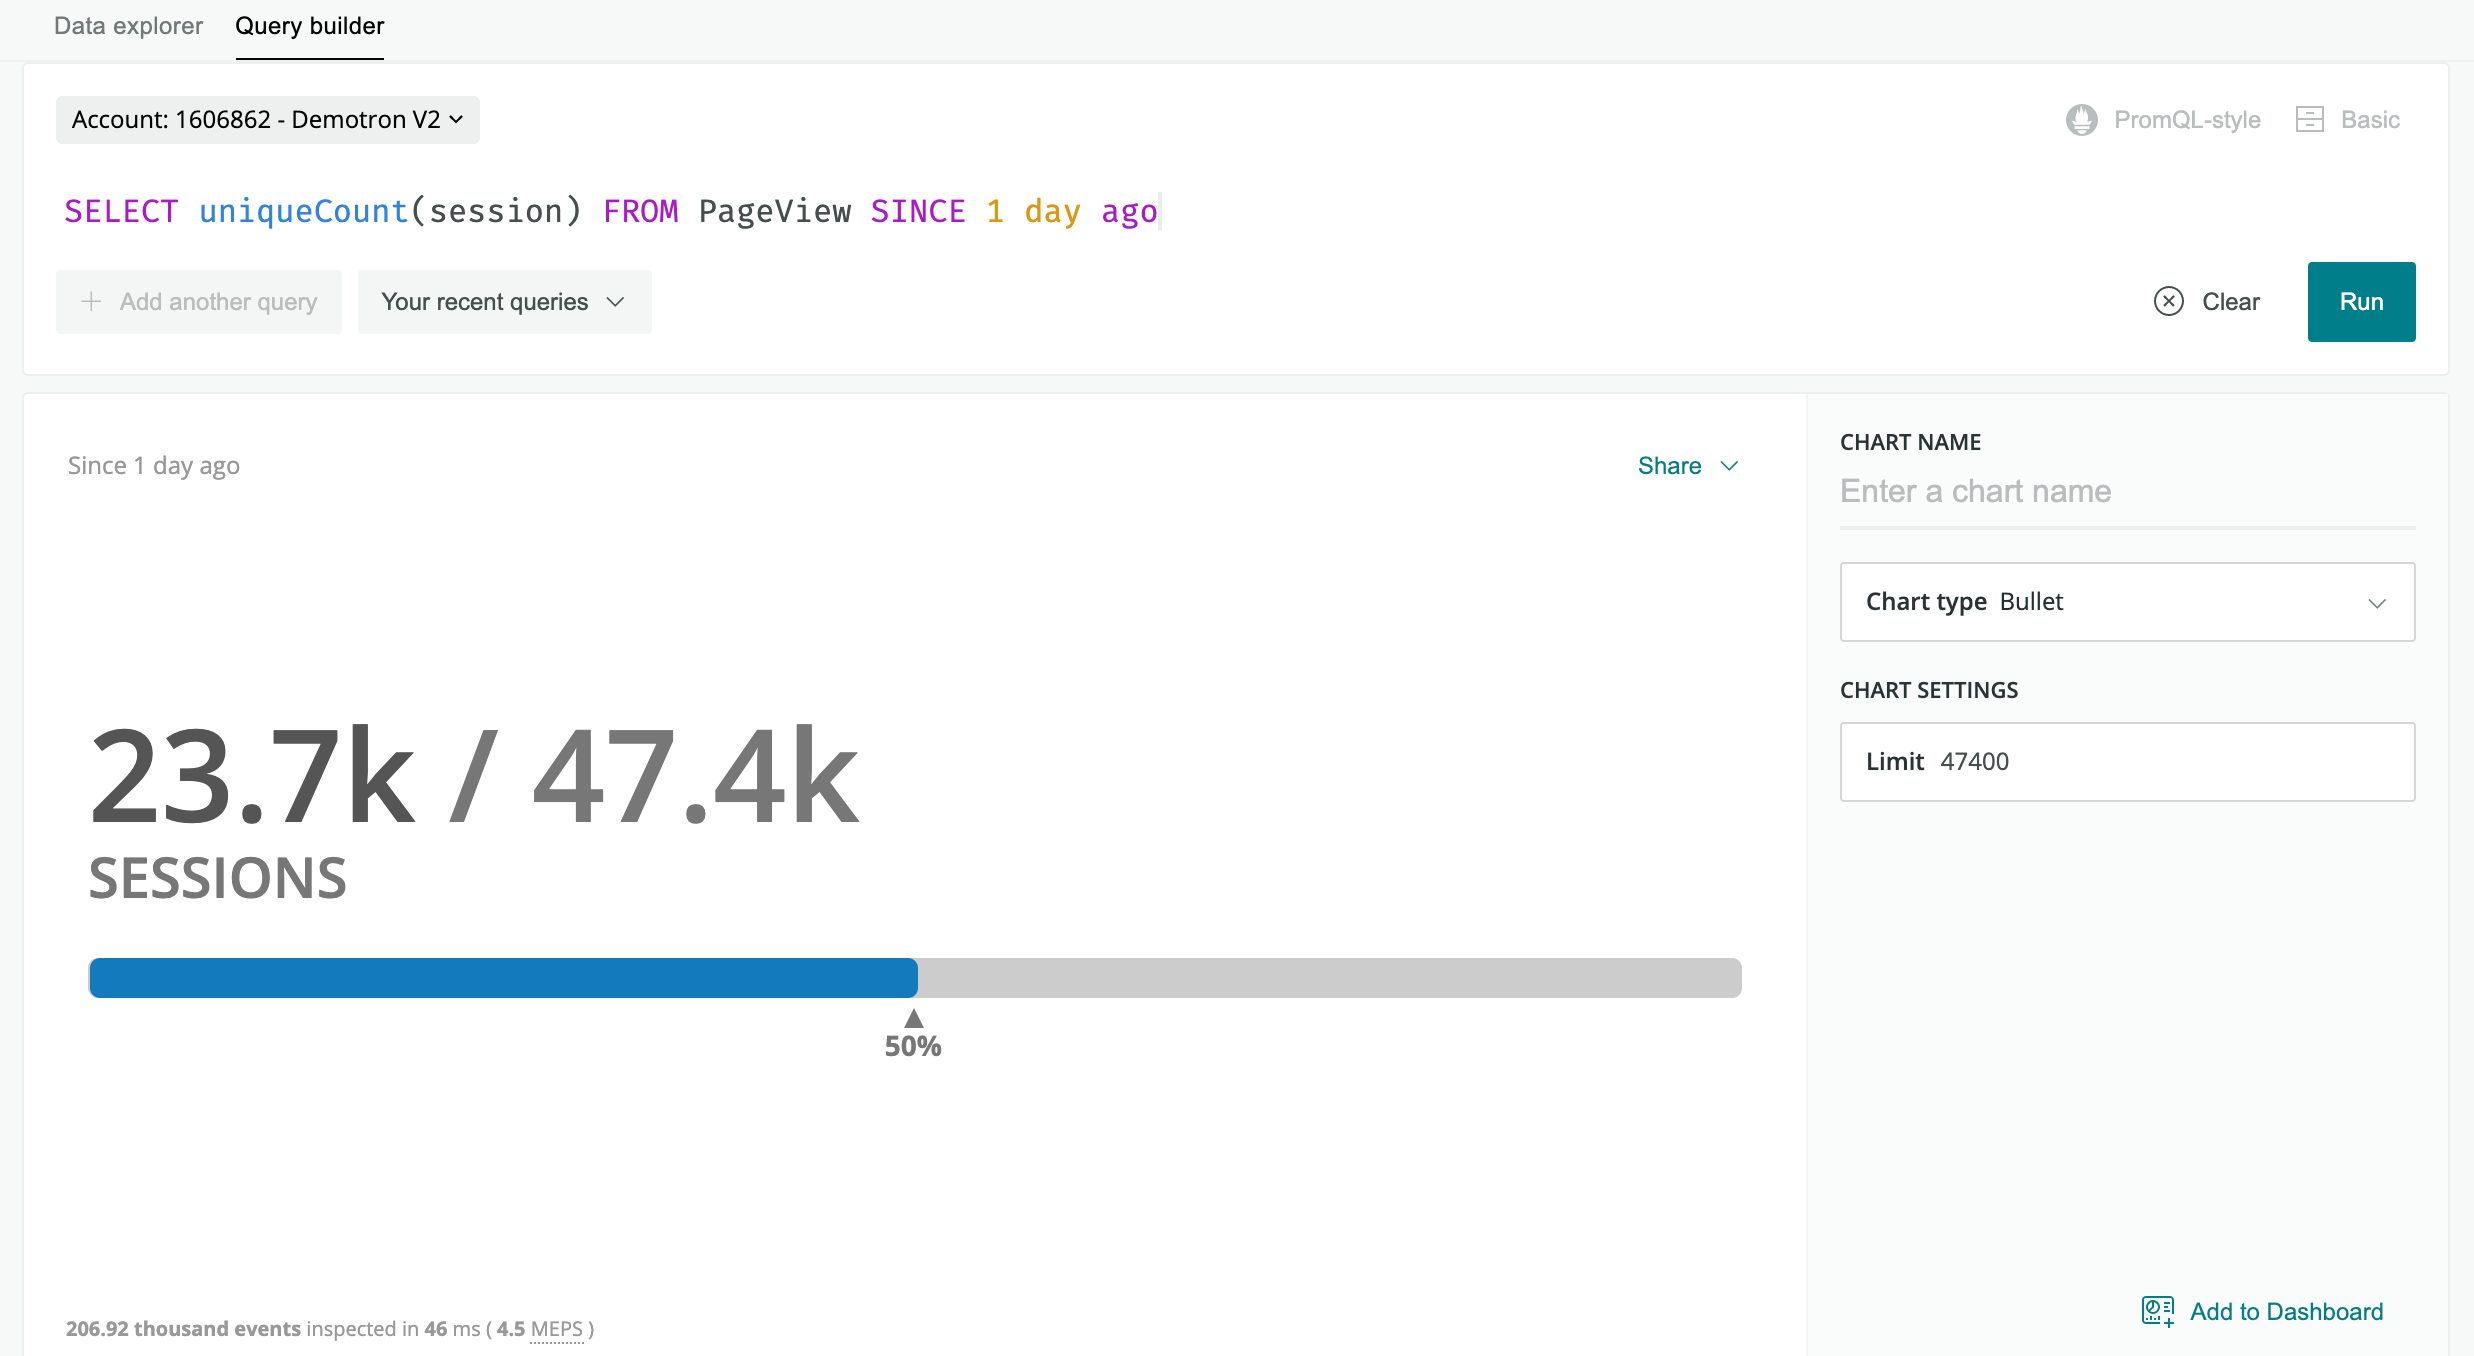 Data explorer Query builder
Account: 1606862 - Demotron V2
PromQL-style Basic
SELECT uniqueCount(session) FROM PageView SINCE 1 day ago
Add another query
Your recent queries
Clear
Run
Since 1 day ago
Share
23.7k / 47.4k
SESSIONS
50%
206.92 thousand events inspected in 46 ms ( 4.5 MEPS )
CHART NAME
Enter a chart name
Chart type Bullet
CHART SETTINGS
Limit 47400
Add to Dashboard